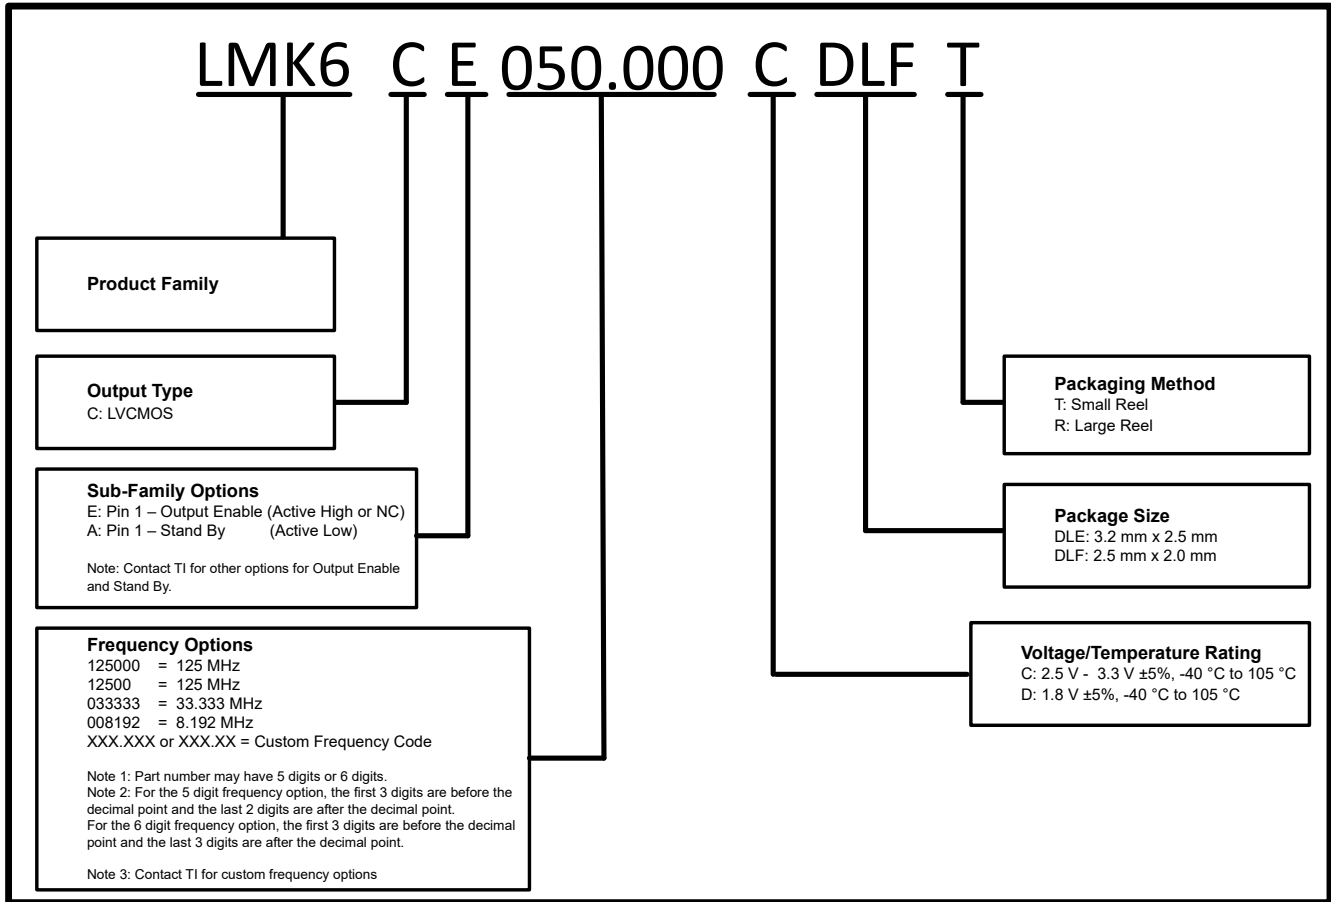 LMK6 C E 050.000 C DLF T
Product Family
Output Type
C: LVCMOS
Sub-Family Options
E: Pin 1 – Output Enable (Active High or NC)
A: Pin 1 – Stand By (Active Low)
Note: Contact TI for other options for Output Enable
and Stand By.
Frequency Options
125000 = 125 MHz
12500 = 125 MHz
033333 = 33.333 MHz
008192 = 8.192 MHz
XXX.XXX or XXX.XX = Custom Frequency Code
Note 1: Part number may have 5 digits or 6 digits.
Note 2: For the 5 digit frequency option, the first 3 digits are before the
decimal point and the last 2 digits are after the decimal point.
For the 6 digit frequency option, the first 3 digits are before the decimal
point and the last 3 digits are after the decimal point.
Note 3: Contact TI for custom frequency options
Packaging Method
T: Small Reel
R: Large Reel
Package Size
DLE: 3.2 mm x 2.5 mm
DLF: 2.5 mm x 2.0 mm
Voltage/Temperature Rating
C: 2.5 V - 3.3 V ±5%, -40 °C to 105 °C
D: 1.8 V ±5%, -40 °C to 105 °C